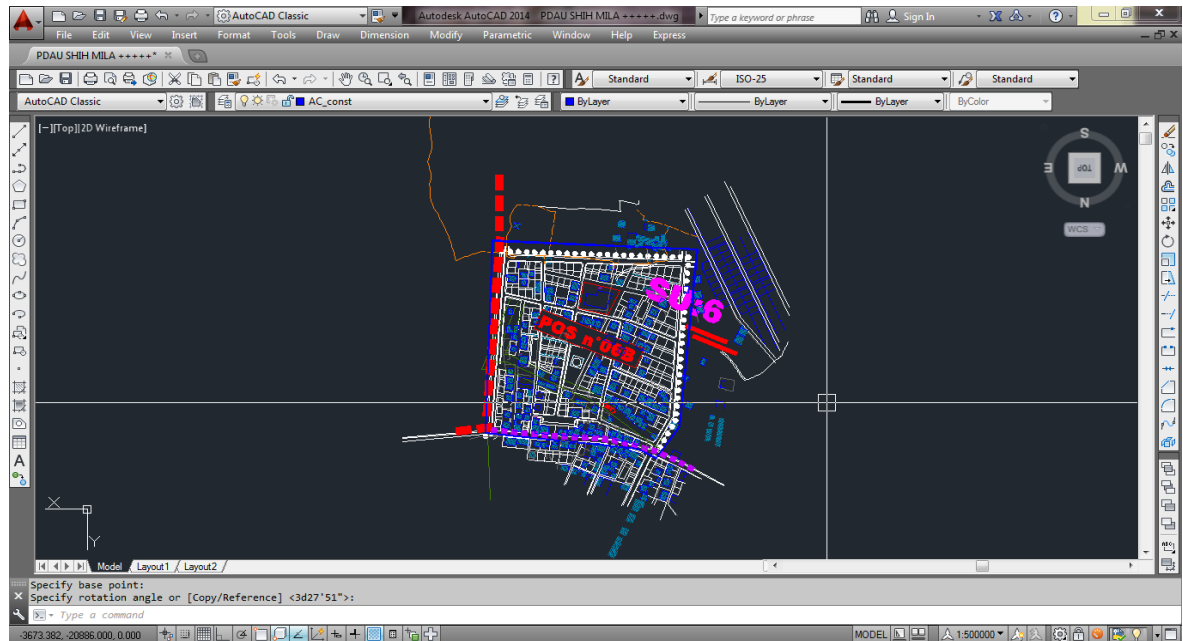 AutoCAD Classic
Autodesk AutoCAD 2014 PDAU SHIH MILA +++++.dwg
Type a keyword or phrase
Sign In
File Edit View Insert Format Tools Draw Dimension Modify Parametric Window Help Express
PDAU SHIH MILA +++++*
Standard ISO-25 Standard Standard
AutoCAD Classic AC_const ByLayer ByLayer ByLayer ByColor
[−][Top][2D Wireframe]
S
E TOP W
N
WCS
SU:6
POS n°06B
X
Y
Model Layout1 Layout2
Specify base point:
Specify rotation angle or [Copy/Reference] <3d27'51">:
Type a command
-3673.382, -20886.000, 0.000 MODEL 1:500000